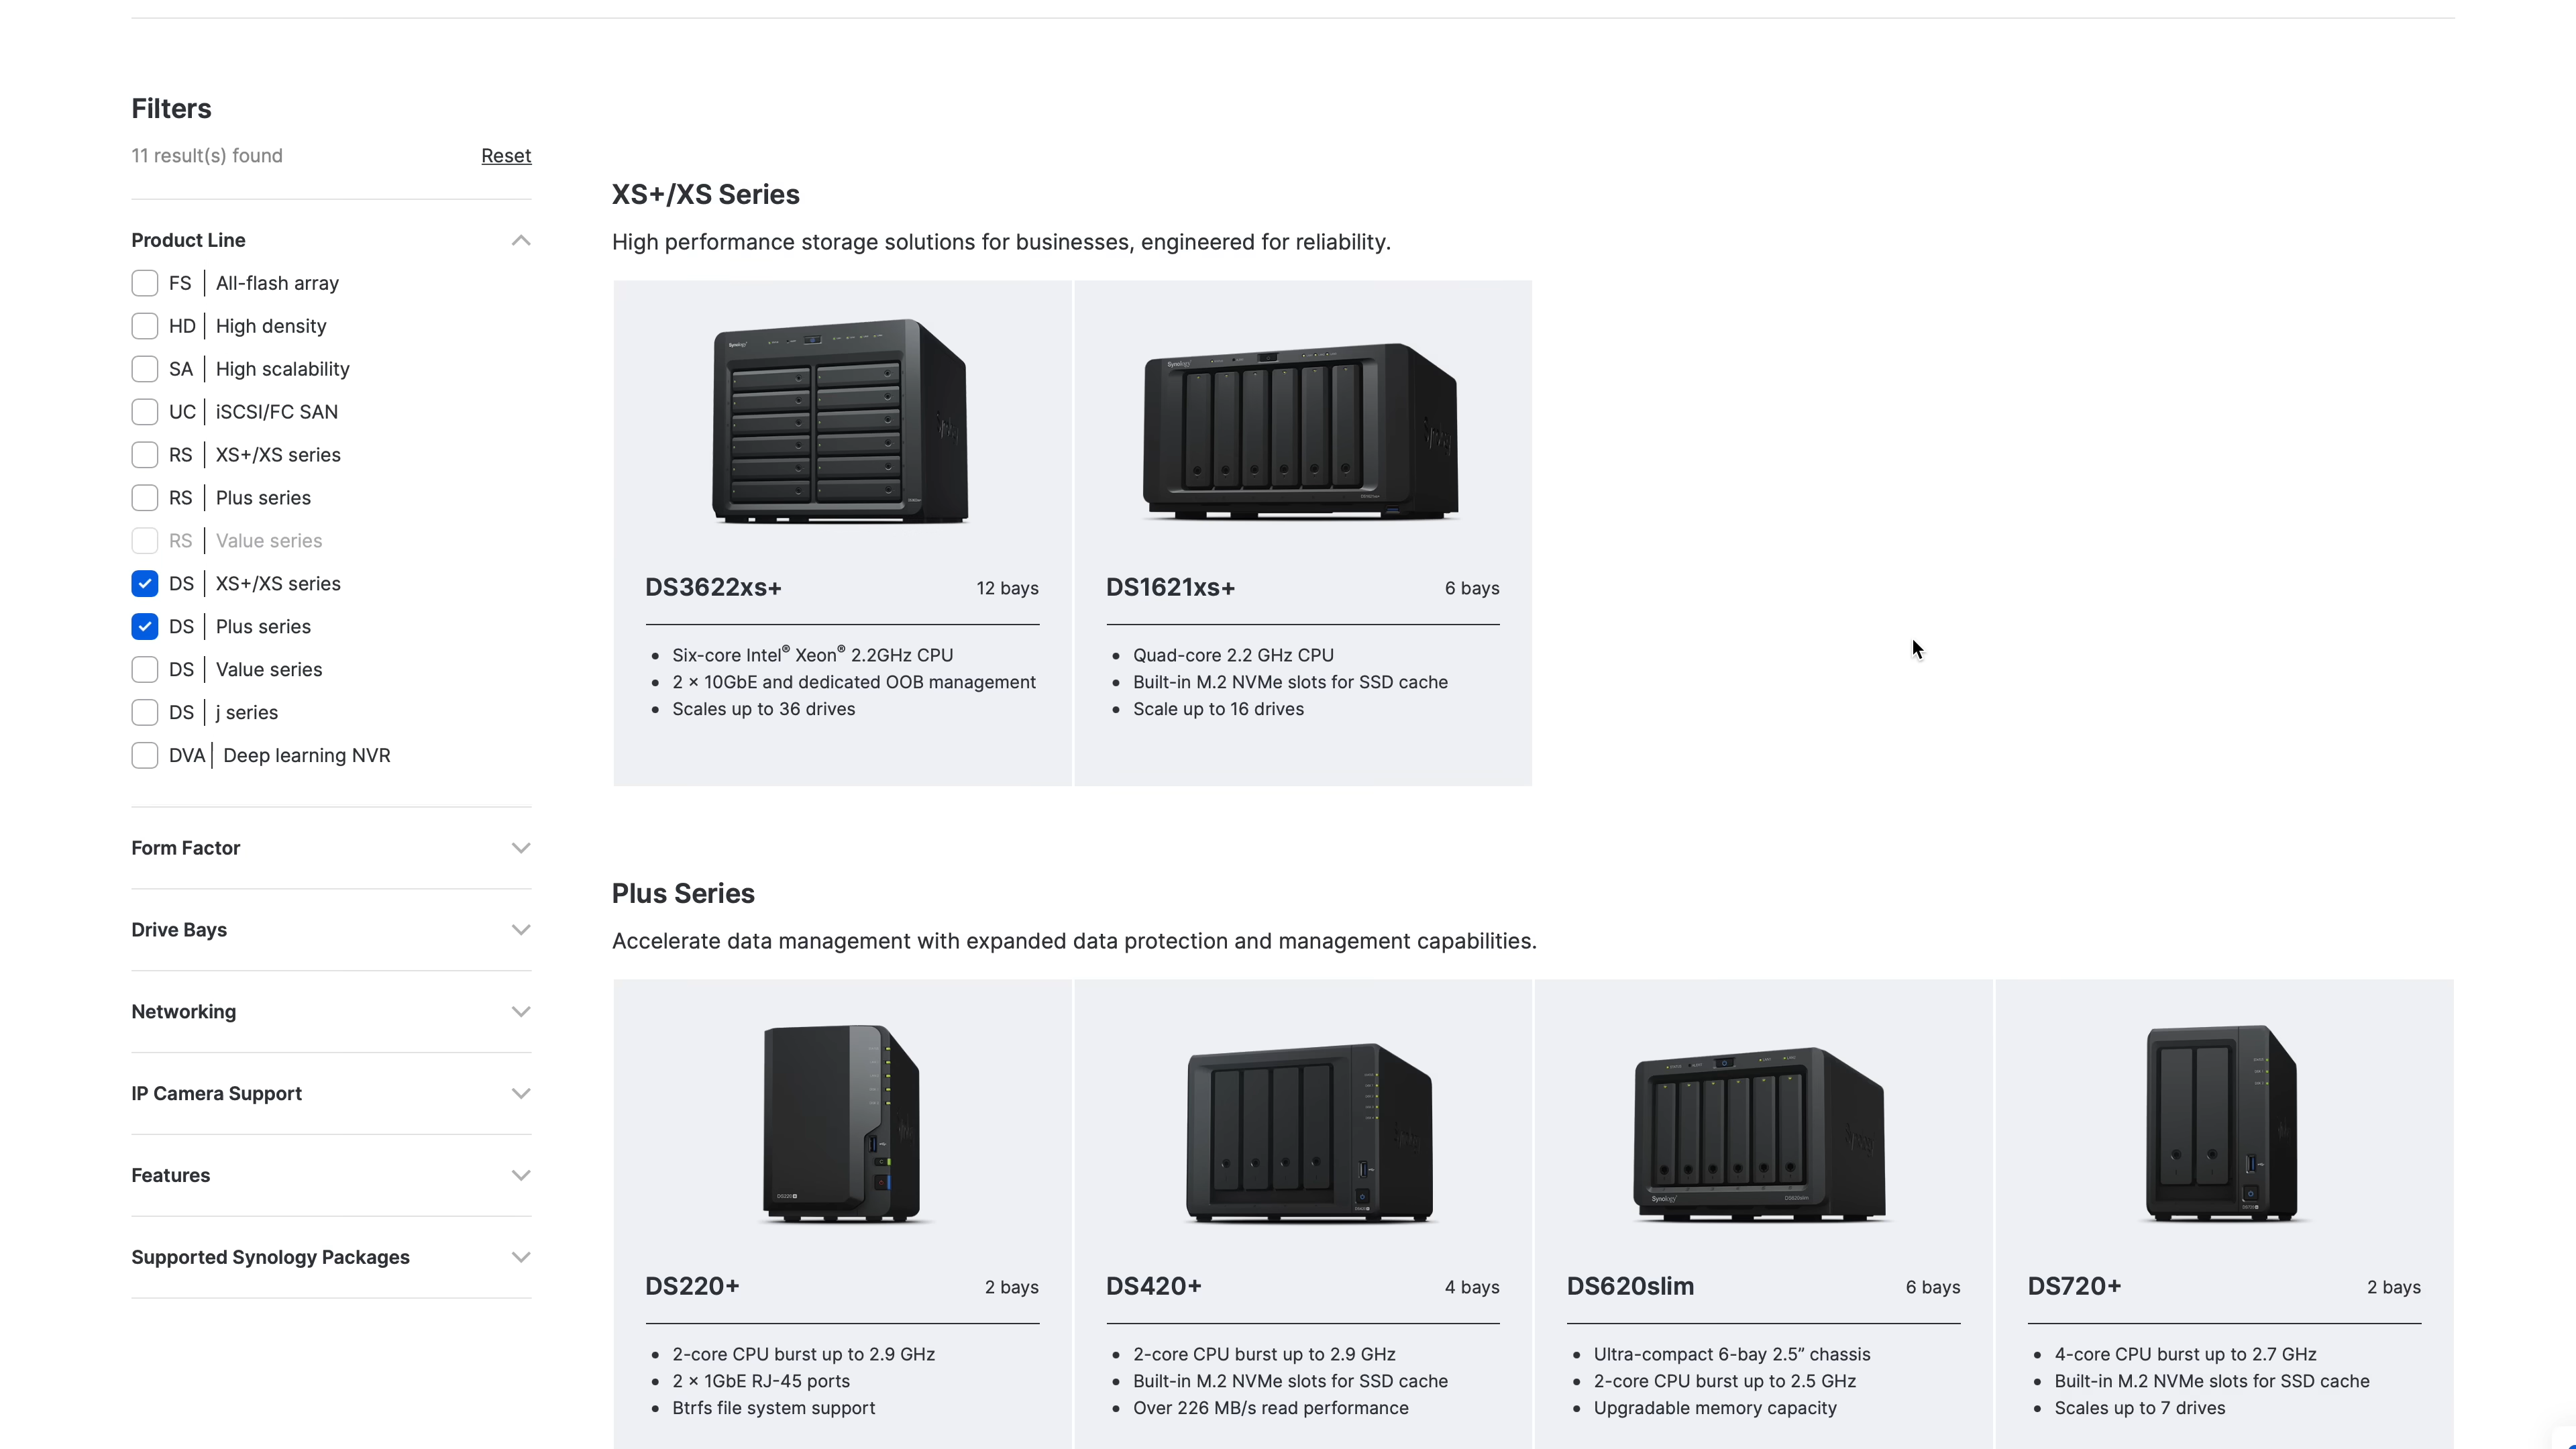 Filters
11 result(s) found
Reset
Product Line
FS | All-flash array
HD | High density
SA | High scalability
UC | iSCSI/FC SAN
RS | XS+/XS series
RS | Plus series
RS | Value series
DS | XS+/XS series
DS | Plus series
DS | Value series
DS | j series
DVA | Deep learning NVR
Form Factor
Drive Bays
Networking
IP Camera Support
Features
Supported Synology Packages
XS+/XS Series
High performance storage solutions for businesses, engineered for reliability.
Synology
DS3622xs+
12 bays
• Six-core Intel® Xeon® 2.2GHz CPU
• 2 × 10GbE and dedicated OOB management
• Scales up to 36 drives
Synology
DS1621xs+
6 bays
• Quad-core 2.2 GHz CPU
• Built-in M.2 NVMe slots for SSD cache
• Scale up to 16 drives
Plus Series
Accelerate data management with expanded data protection and management capabilities.
DS220+
2 bays
• 2-core CPU burst up to 2.9 GHz
• 2 × 1GbE RJ-45 ports
• Btrfs file system support
DS420+
4 bays
• 2-core CPU burst up to 2.9 GHz
• Built-in M.2 NVMe slots for SSD cache
• Over 226 MB/s read performance
Synology
DS620slim
DS620slim
6 bays
• Ultra-compact 6-bay 2.5” chassis
• 2-core CPU burst up to 2.5 GHz
• Upgradable memory capacity
DS720+
2 bays
• 4-core CPU burst up to 2.7 GHz
• Built-in M.2 NVMe slots for SSD cache
• Scales up to 7 drives